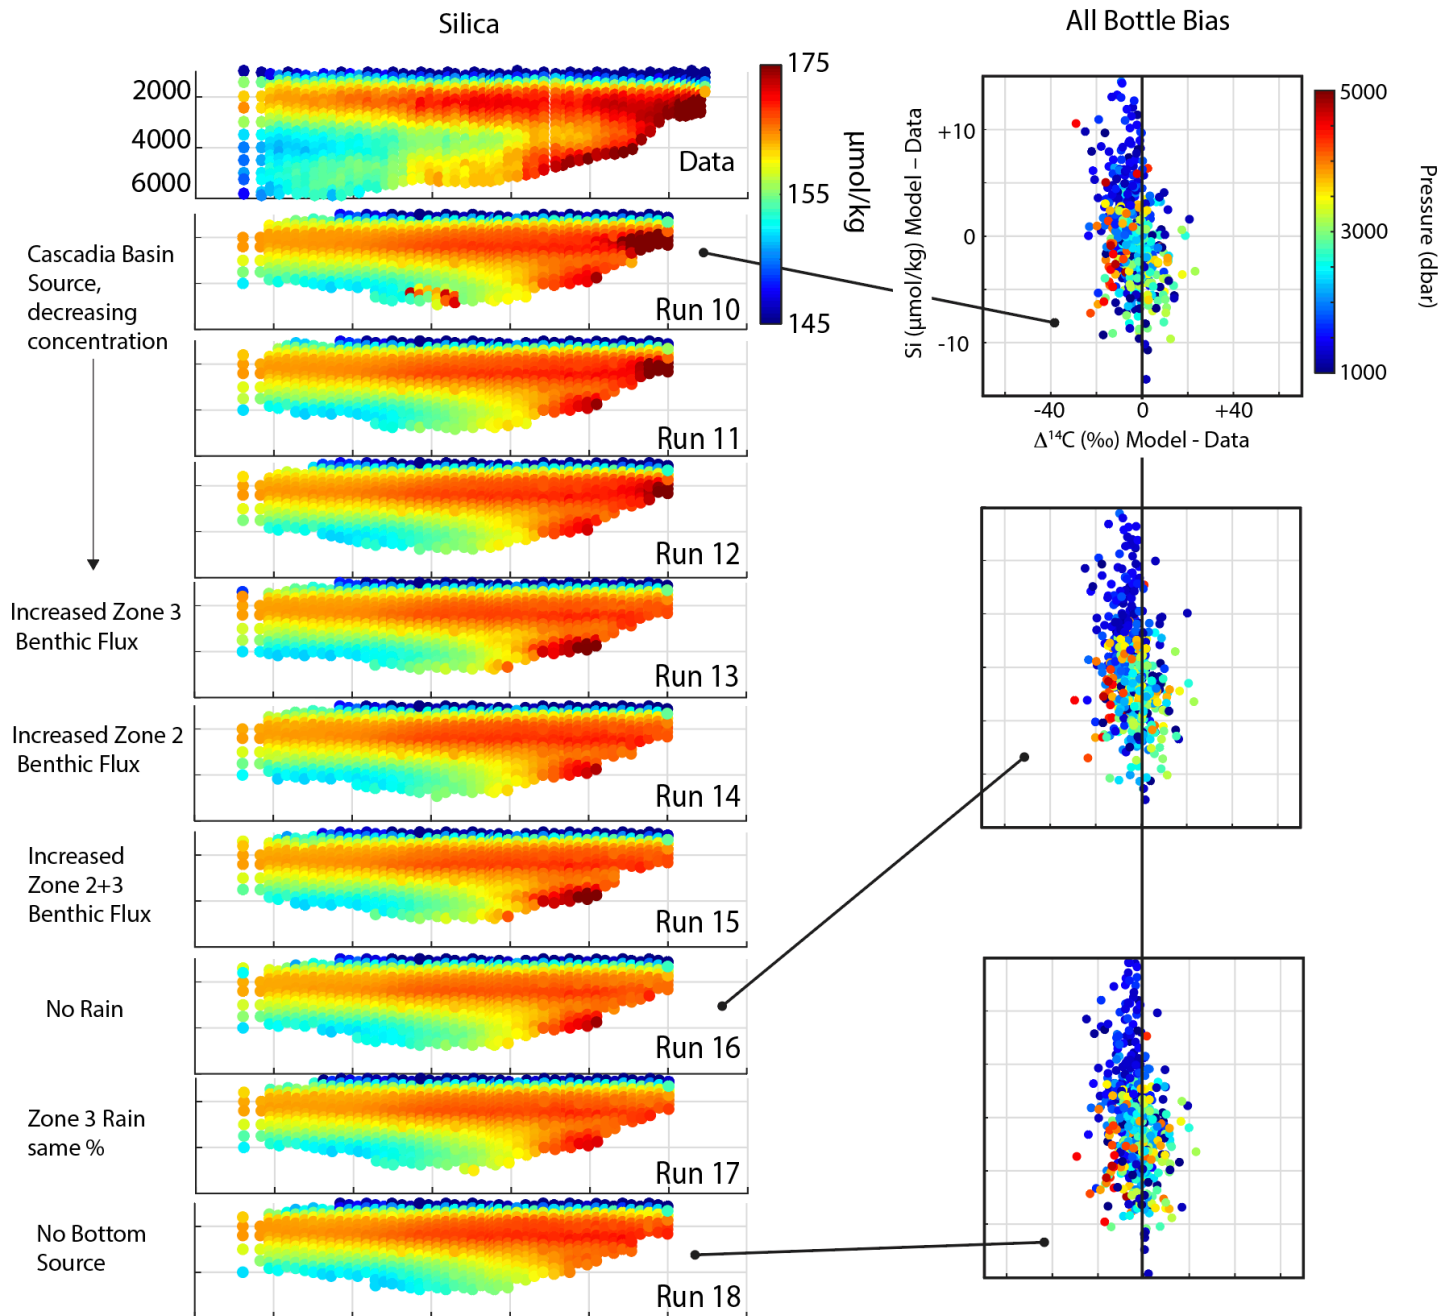 Silica
All Bottle Bias
2000
4000
6000
Data
175
155
145
μmol/kg
Cascadia Basin
Source,
decreasing
concentration
Run 10
Run 11
Run 12
Increased Zone 3
Benthic Flux
Run 13
Increased Zone 2
Benthic Flux
Run 14
Increased
Zone 2+3
Benthic Flux
Run 15
No Rain
Run 16
Zone 3 Rain
same %
Run 17
No Bottom
Source
Run 18
Si (μmol/kg) Model – Data
+10
0
-10
-40
0
+40
Δ¹⁴C (‰) Model - Data
5000
3000
1000
Pressure (dbar)